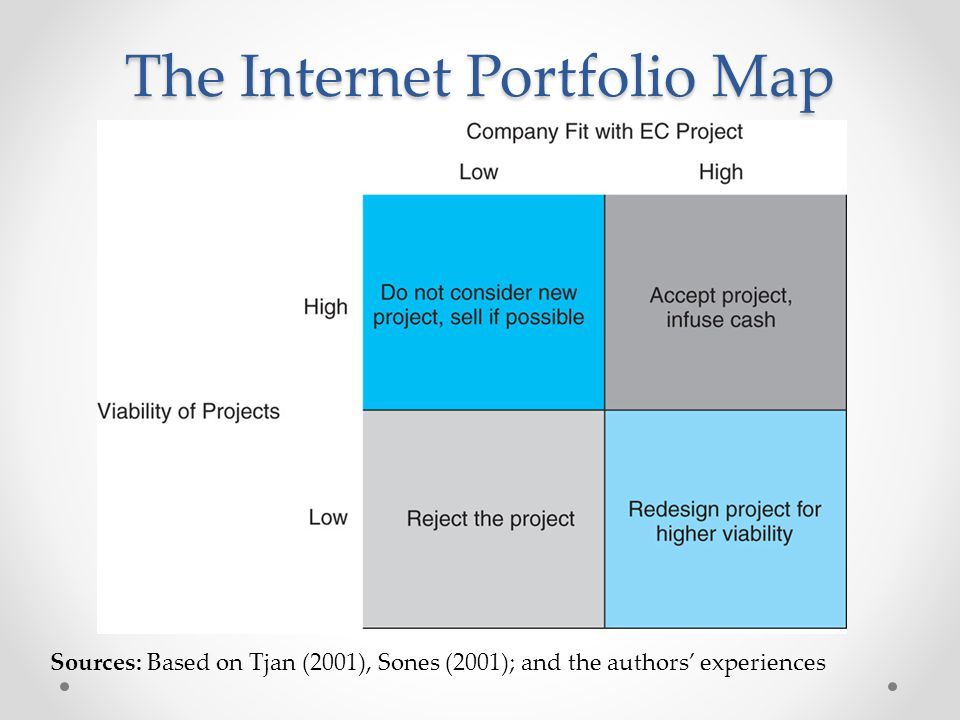 The Internet Portfolio Map
Company Fit with EC Project
Low High
High
Do not consider new
project, sell if possible
Accept project,
infuse cash
Viability of Projects
Low
Reject the project
Redesign project for
higher viability
Sources: Based on Tjan (2001), Sones (2001); and the authors’ experiences